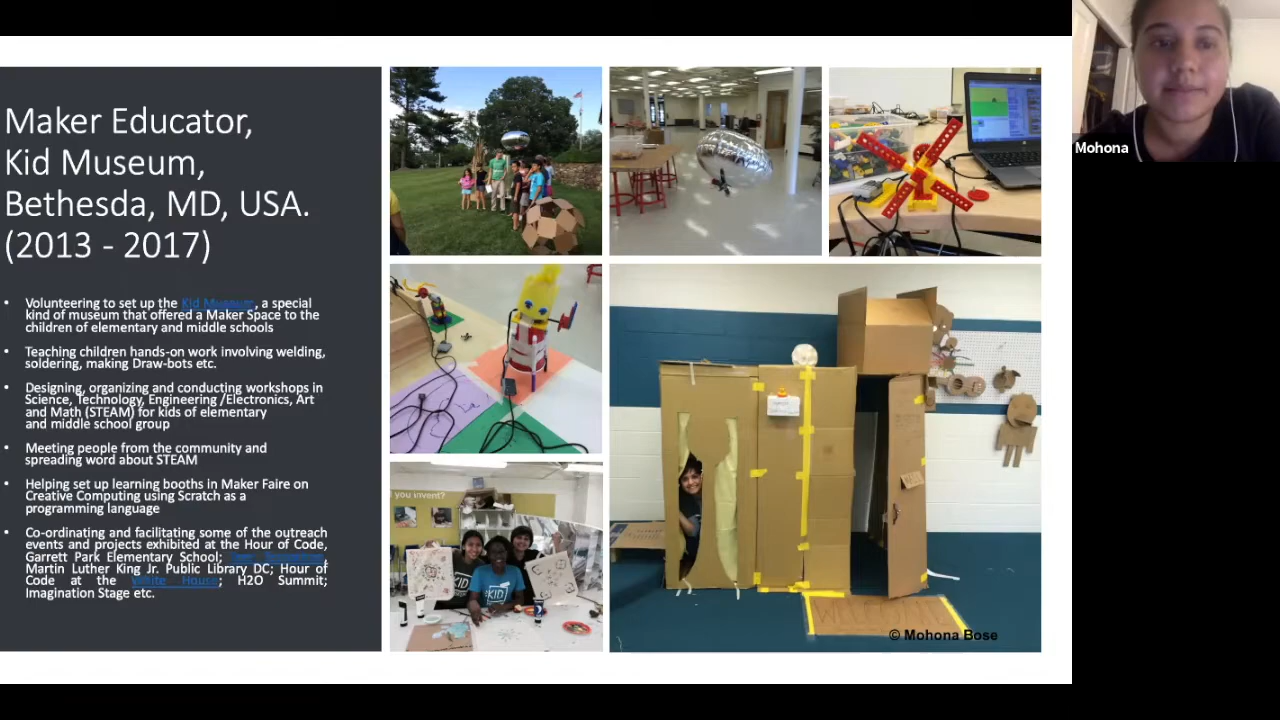 Maker Educator,
Kid Museum,
Bethesda, MD, USA.
(2013 - 2017)
• Volunteering to set up the Kid Museum, a special
kind of museum that offered a Maker Space to the
children of elementary and middle schools
• Teaching children hands-on work involving welding,
soldering, making Draw-bots etc.
• Designing, organizing and conducting workshops in
Science, Technology, Engineering /Electronics, Art
and Math (STEAM) for kids of elementary
and middle school group
• Meeting people from the community and
spreading word about STEAM
• Helping set up learning booths in Maker Faire on
Creative Computing using Scratch as a
programming language
• Co-ordinating and facilitating some of the outreach
events and projects exhibited at the Hour of Code,
Garrett Park Elementary School;
Martin Luther King Jr. Public Library DC; Hour of
Code at the White House; H2O Summit;
Imagination Stage etc.
you invent?
KID
KID
WELCOME
© Mohona Bose
Mohona